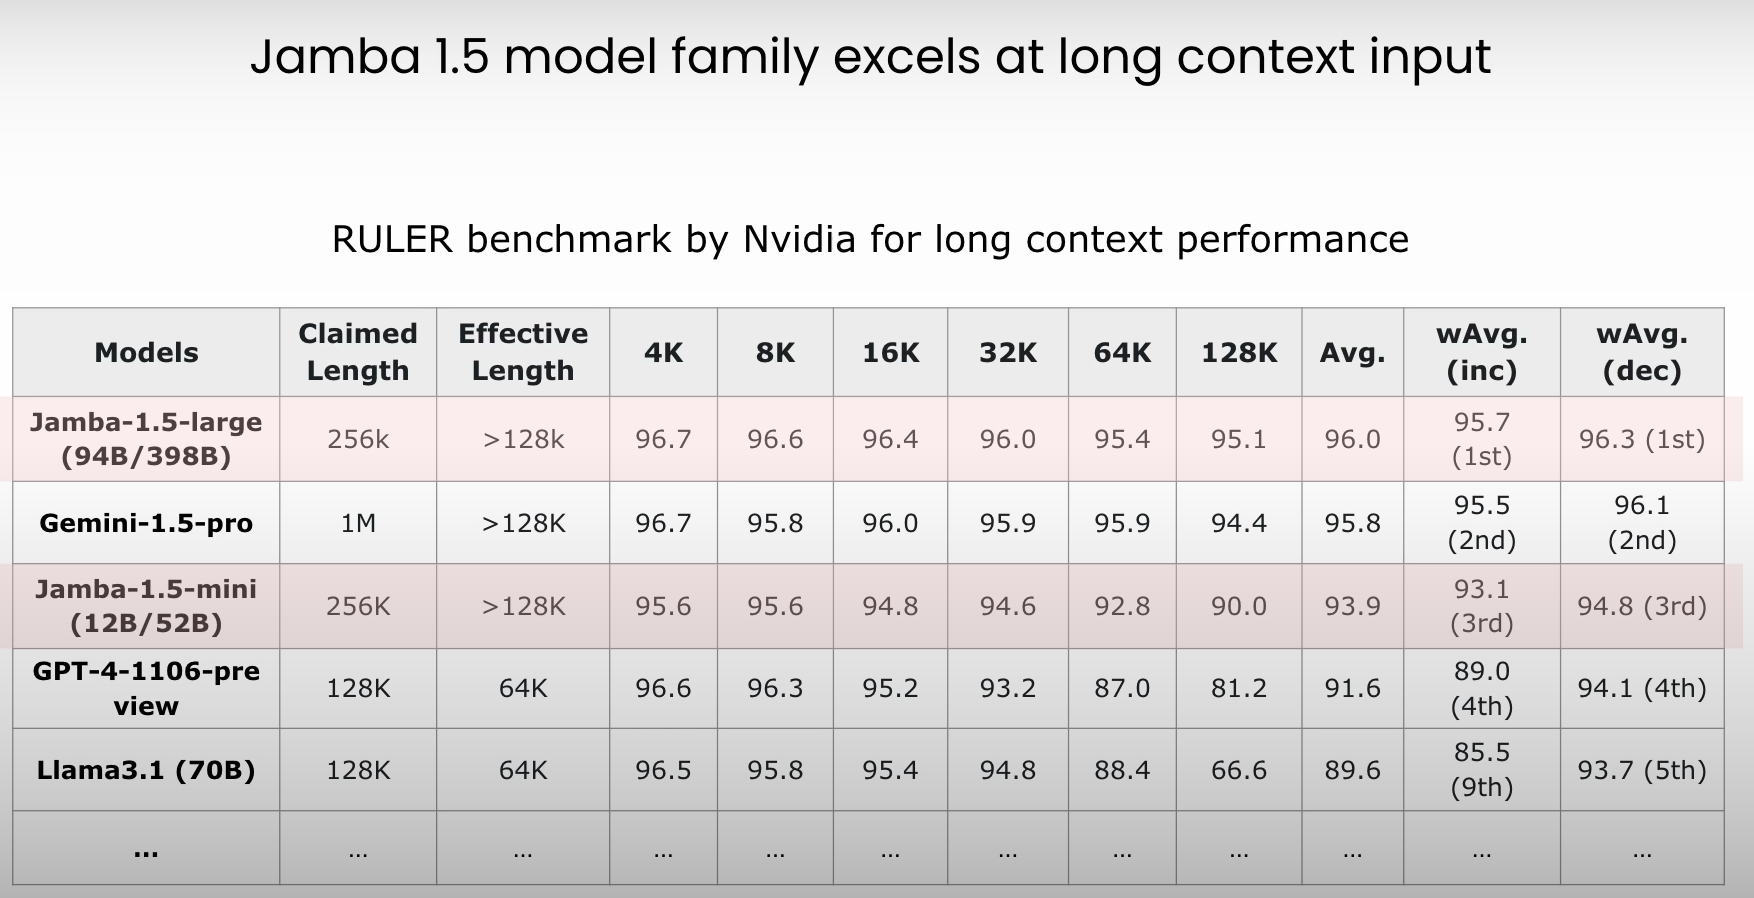 Jamba 1.5 model family excels at long context input
RULER benchmark by Nvidia for long context performance
Models Claimed Length Effective Length 4K 8K 16K 32K 64K 128K Avg. wAvg. (inc) wAvg. (dec)
Jamba-1.5-large (94B/398B) 256k >128k 96.7 96.6 96.4 96.0 95.4 95.1 96.0 95.7 (1st) 96.3 (1st)
Gemini-1.5-pro 1M >128K 96.7 95.8 96.0 95.9 95.9 94.4 95.8 95.5 (2nd) 96.1 (2nd)
Jamba-1.5-mini (12B/52B) 256K >128K 95.6 95.6 94.8 94.6 92.8 90.0 93.9 93.1 (3rd) 94.8 (3rd)
GPT-4-1106-pre view 128K 64K 96.6 96.3 95.2 93.2 87.0 81.2 91.6 89.0 (4th) 94.1 (4th)
Llama3.1 (70B) 128K 64K 96.5 95.8 95.4 94.8 88.4 66.6 89.6 85.5 (9th) 93.7 (5th)
... ... ... ... ... ... ... ... ... ... ... ...